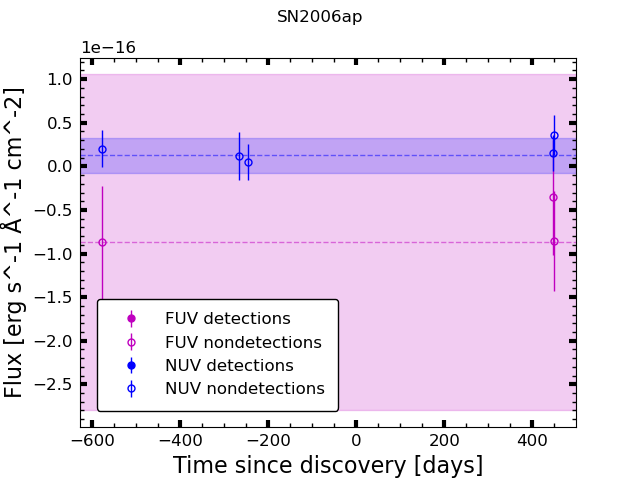 SN2006ap
1e−16
1.0
0.5
0.0
−0.5
−1.0
−1.5
−2.0
−2.5
Flux [erg s^-1 Å^-1 cm^-2]
FUV detections
FUV nondetections
NUV detections
NUV nondetections
−600 −400 −200 0 200 400
Time since discovery [days]